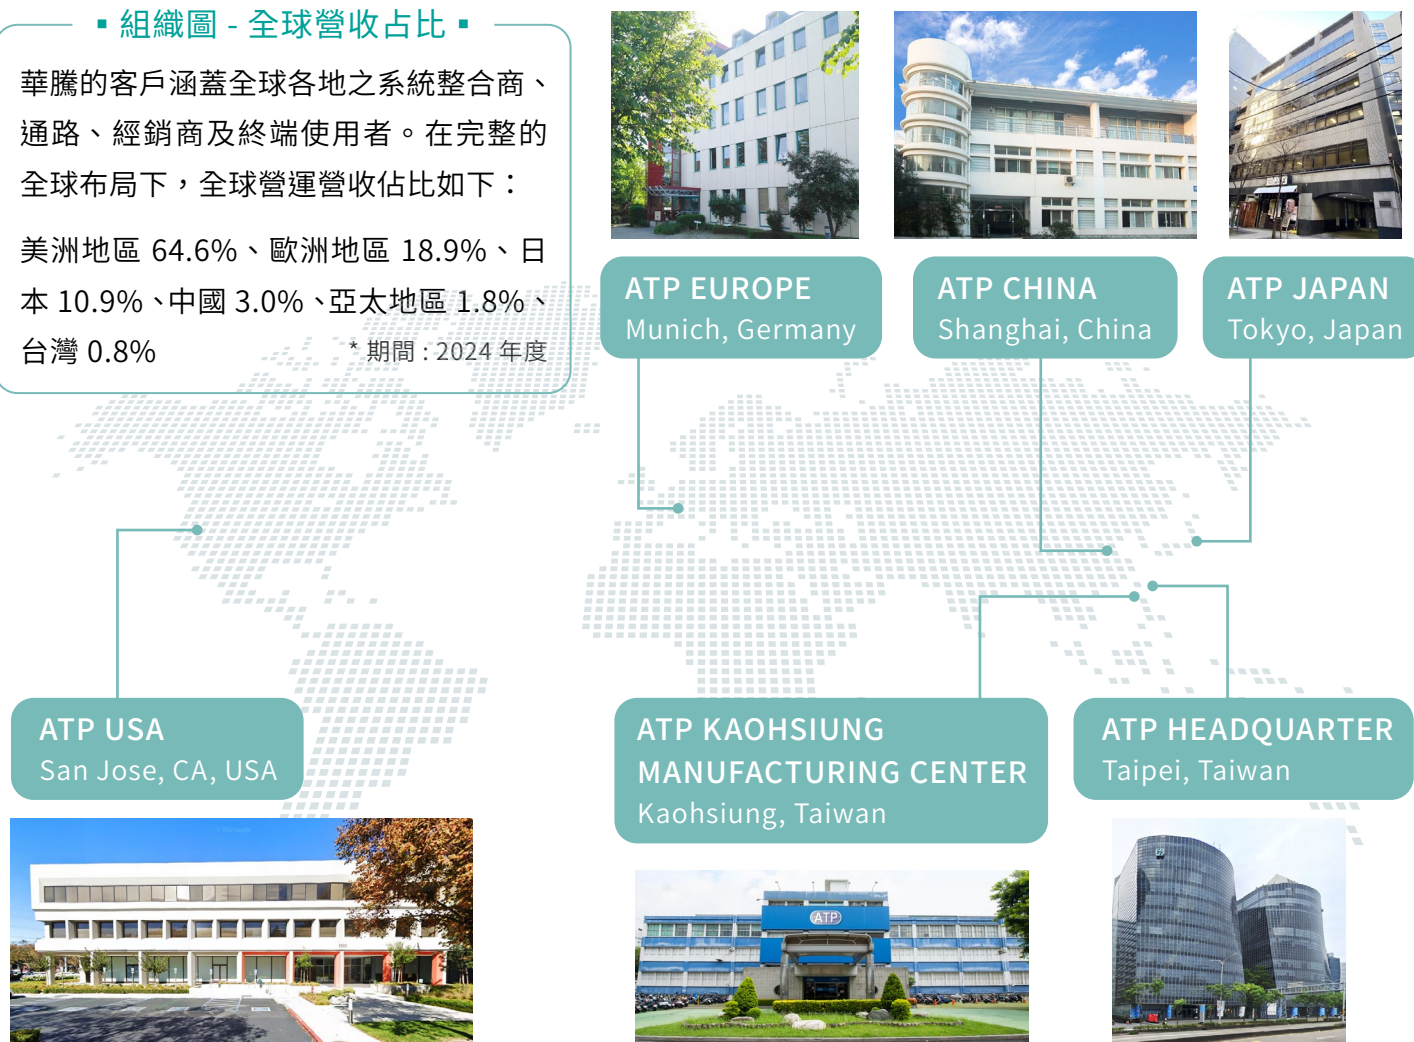 ▪ 組織圖 - 全球營收占比 ▪
華騰的客戶涵蓋全球各地之系統整合商、
通路、經銷商及終端使用者。在完整的
全球布局下，全球營運營收佔比如下：
美洲地區 64.6%、歐洲地區 18.9%、日
本 10.9%、中國 3.0%、亞太地區 1.8%、
台灣 0.8%
* 期間 : 2024 年度
ATP EUROPE
Munich, Germany
ATP CHINA
Shanghai, China
ATP JAPAN
Tokyo, Japan
ATP USA
San Jose, CA, USA
ATP KAOHSIUNG
MANUFACTURING CENTER
Kaohsiung, Taiwan
ATP HEADQUARTER
Taipei, Taiwan
ATP